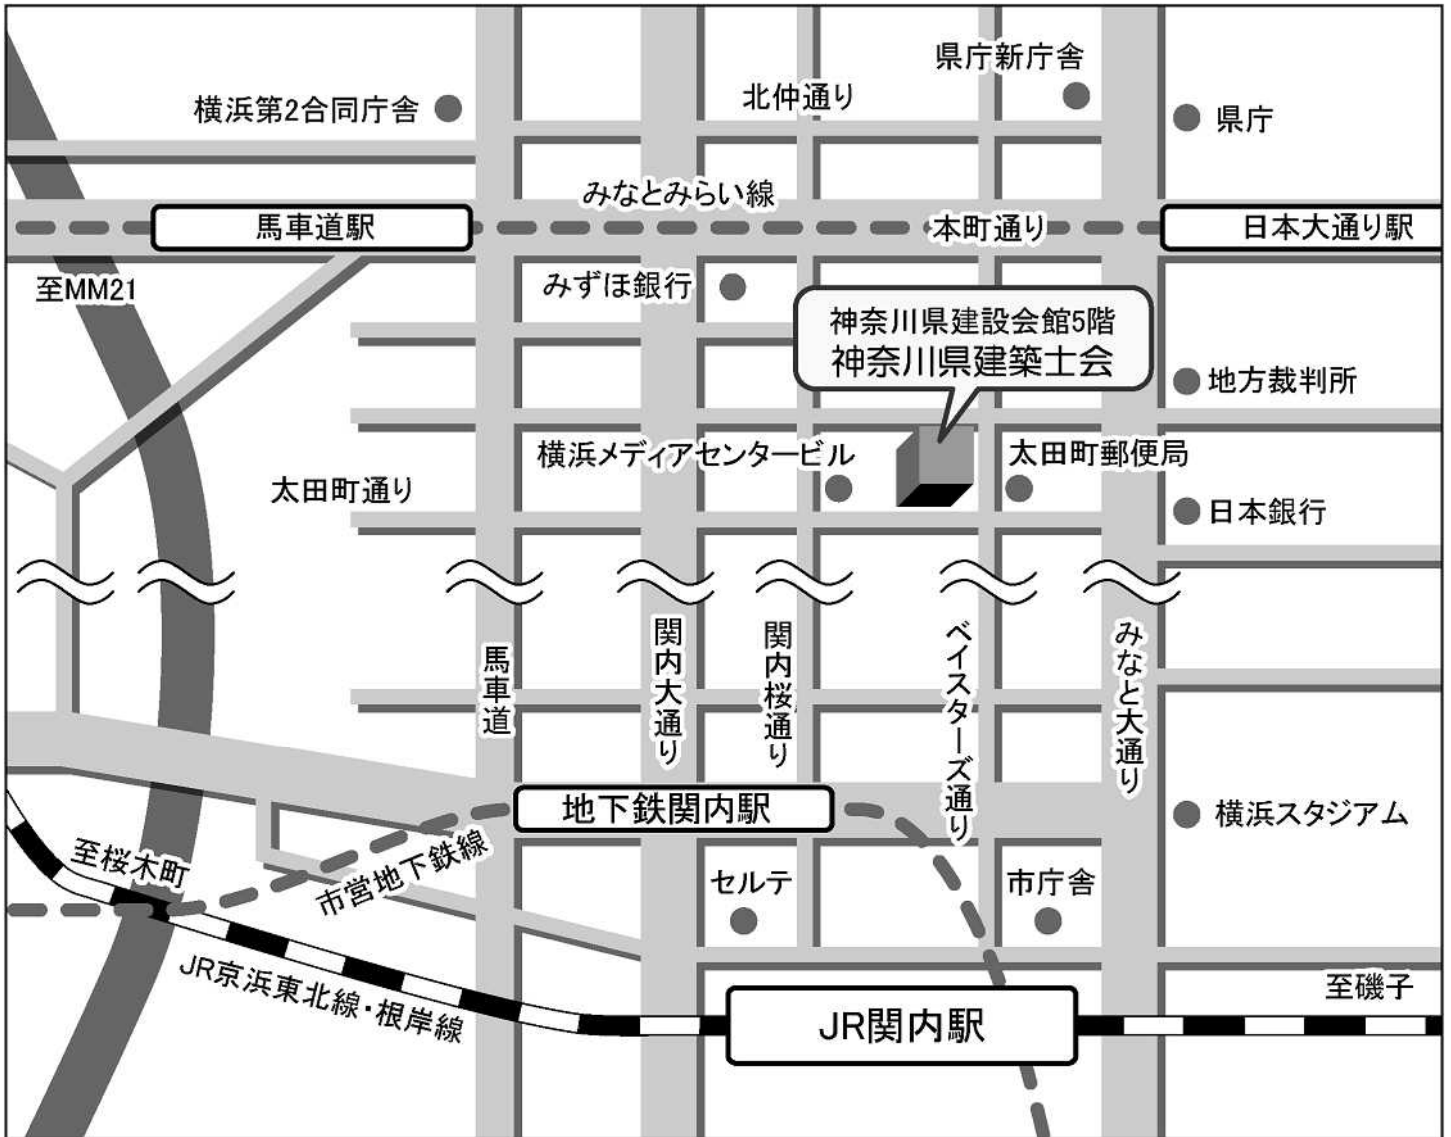 県庁新庁舎
北仲通り
横浜第2合同庁舎
県庁
みなとみらい線
馬車道駅
本町通り
日本大通り駅
至MM21
みずほ銀行
神奈川県建設会館5階
神奈川県建築士会
地方裁判所
横浜メディアセンタービル
太田町郵便局
太田町通り
日本銀行
馬車道
関内大通り
関内桜通り
ベイスターズ通り
みなと大通り
地下鉄関内駅
横浜スタジアム
至桜木町
市営地下鉄線
セルテ
市庁舎
JR京浜東北線・根岸線
至磯子
JR関内駅